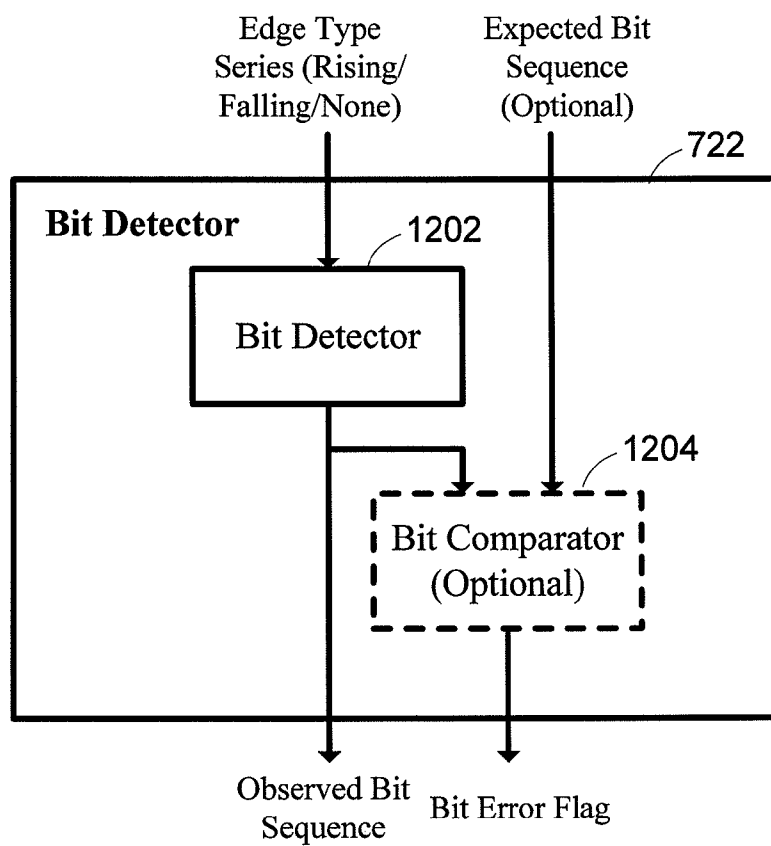 Edge Type
Series (Rising/
Falling/None)
Expected Bit
Sequence
(Optional)
722
Bit Detector
1202
Bit Detector
1204
Bit Comparator
(Optional)
Observed Bit
Sequence
Bit Error Flag